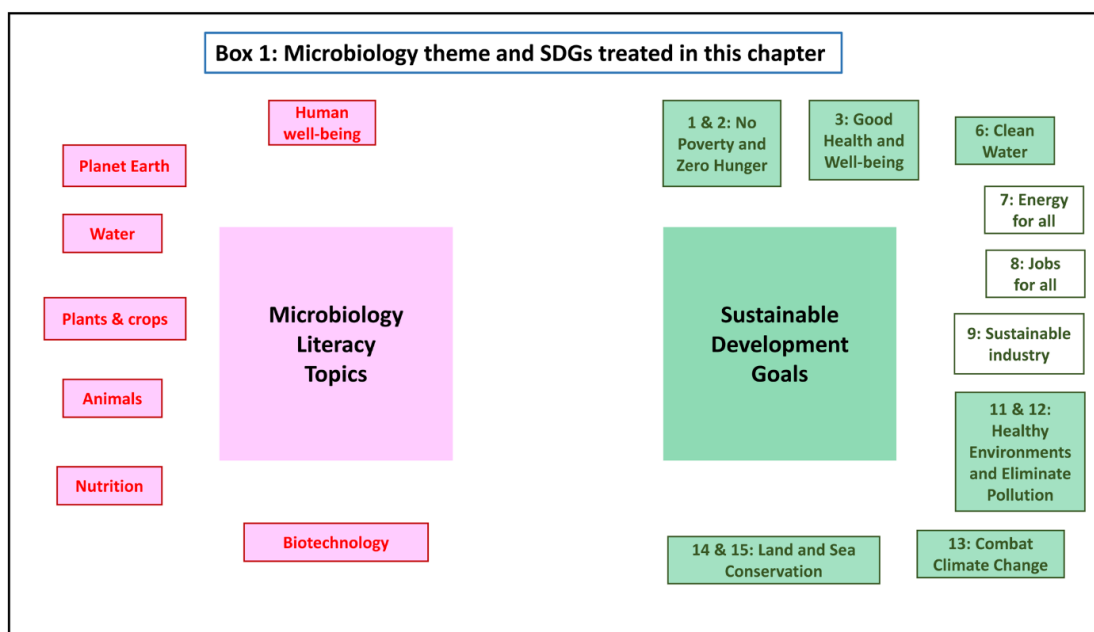 Box 1: Microbiology theme and SDGs treated in this chapter
Human
well-being
Planet Earth
Water
Plants & crops
Animals
Nutrition
Biotechnology
Microbiology
Literacy
Topics
1 & 2: No
Poverty and
Zero Hunger
3: Good
Health and
Well-being
6: Clean
Water
7: Energy
for all
8: Jobs
for all
9: Sustainable
industry
11 & 12:
Healthy
Environments
and Eliminate
Pollution
13: Combat
Climate Change
14 & 15: Land and Sea
Conservation
Sustainable
Development
Goals